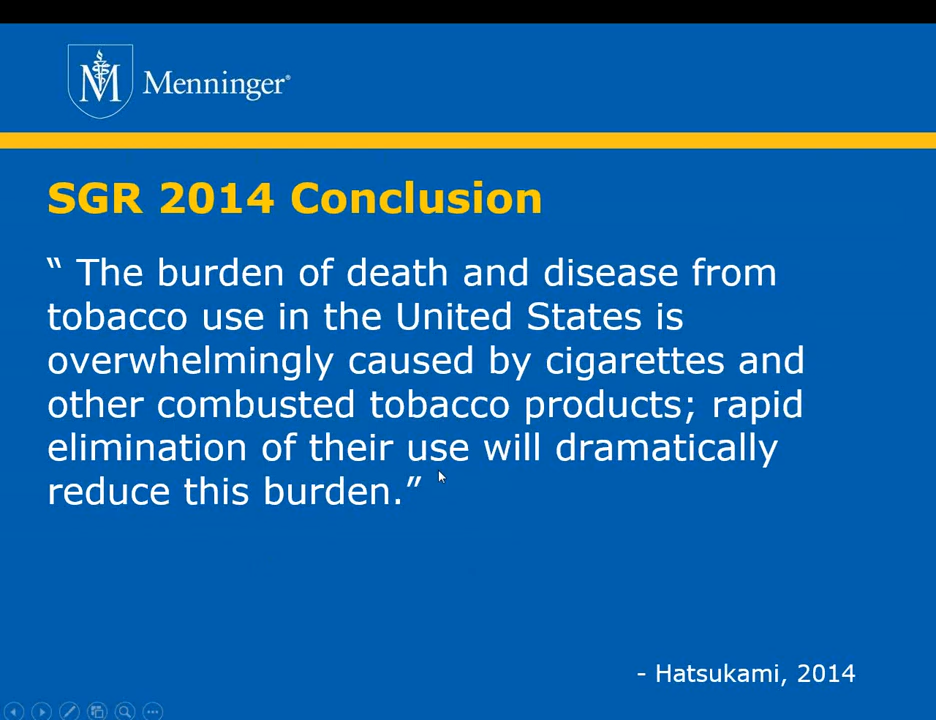 M
Menninger®
SGR 2014 Conclusion
“ The burden of death and disease from
tobacco use in the United States is
overwhelmingly caused by cigarettes and
other combusted tobacco products; rapid
elimination of their use will dramatically
reduce this burden.”
- Hatsukami, 2014